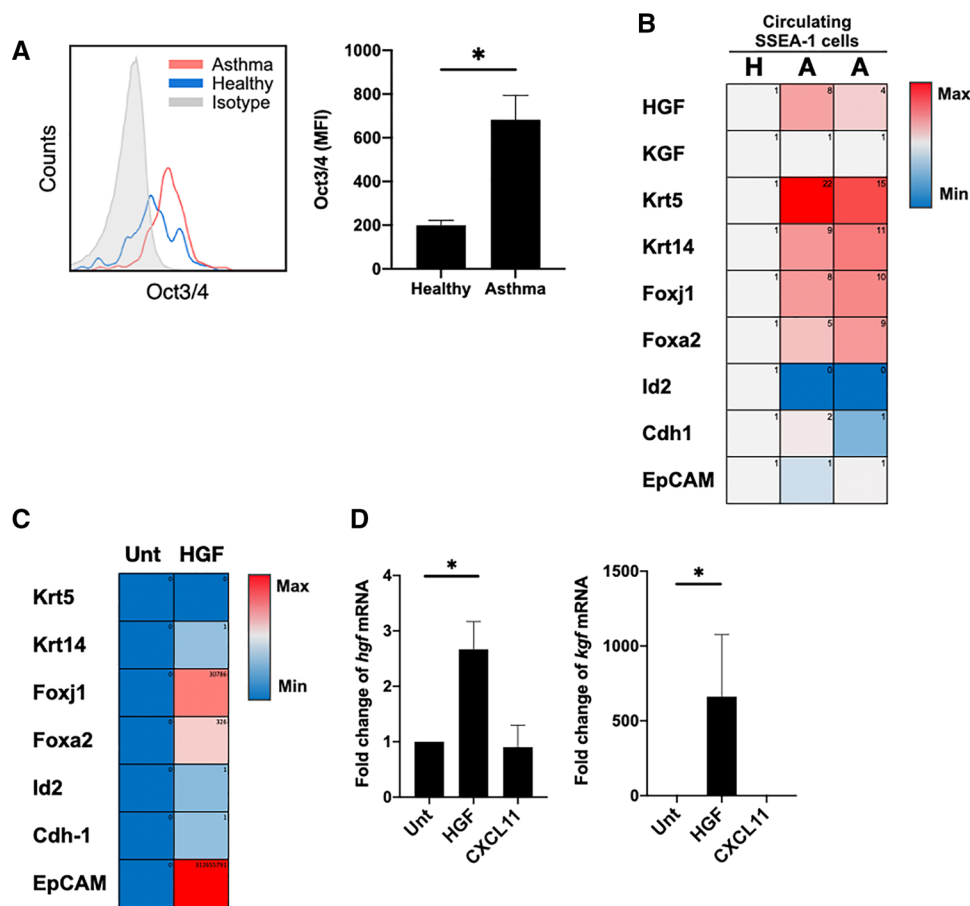 A
Asthma
Healthy
Isotype
Counts
Oct3/4
Oct3/4 (MFI)
1000
800
600
400
200
0
*
Healthy Asthma
B
Circulating
SSEA-1 cells
H A A
HGF 1 8 4
KGF 1 1 1
Krt5 1 22 15
Krt14 1 9 11
Foxj1 1 8 10
Foxa2 1 5 9
Id2 1 0 0
Cdh1 1 2 1
EpCAM 1 1 1
Max
Min
C
Unt HGF
Krt5 0 0
Krt14 0 1
Foxj1 0 30786
Foxa2 0 326
Id2 0 1
Cdh-1 0 1
EpCAM 0
Max
Min
D
Fold change of hgf mRNA
4
3
2
1
0
*
Unt
HGF
CXCL11
Fold change of kgf mRNA
1500
1000
500
0
*
Unt
HGF
CXCL11